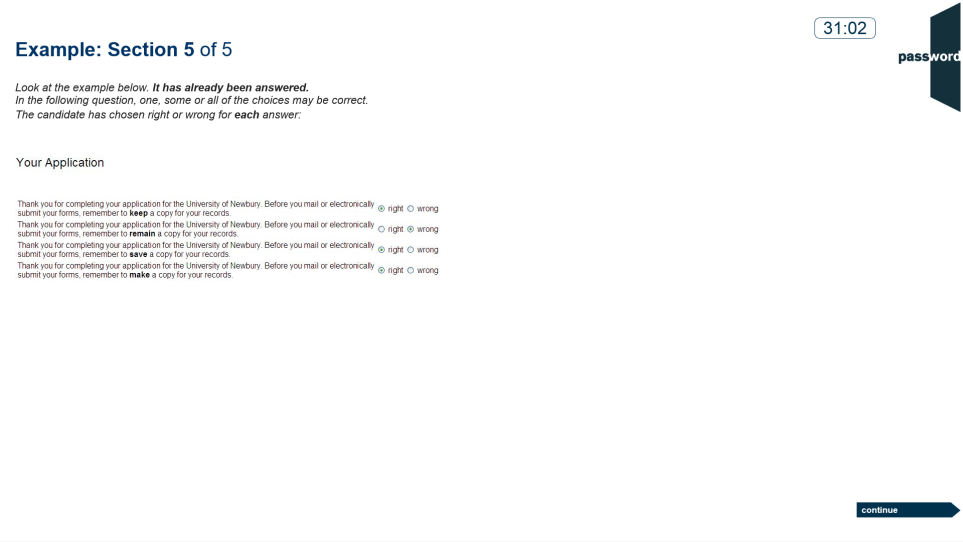 31:02
password
Example: Section 5 of 5
Look at the example below. It has already been answered.
In the following question, one, some or all of the choices may be correct.
The candidate has chosen right or wrong for each answer:
Your Application
Thank you for completing your application for the University of Newbury. Before you mail or electronically
submit your forms, remember to keep a copy for your records.
right wrong
Thank you for completing your application for the University of Newbury. Before you mail or electronically
submit your forms, remember to remain a copy for your records.
right wrong
Thank you for completing your application for the University of Newbury. Before you mail or electronically
submit your forms, remember to save a copy for your records.
right wrong
Thank you for completing your application for the University of Newbury. Before you mail or electronically
submit your forms, remember to make a copy for your records.
right wrong
continue